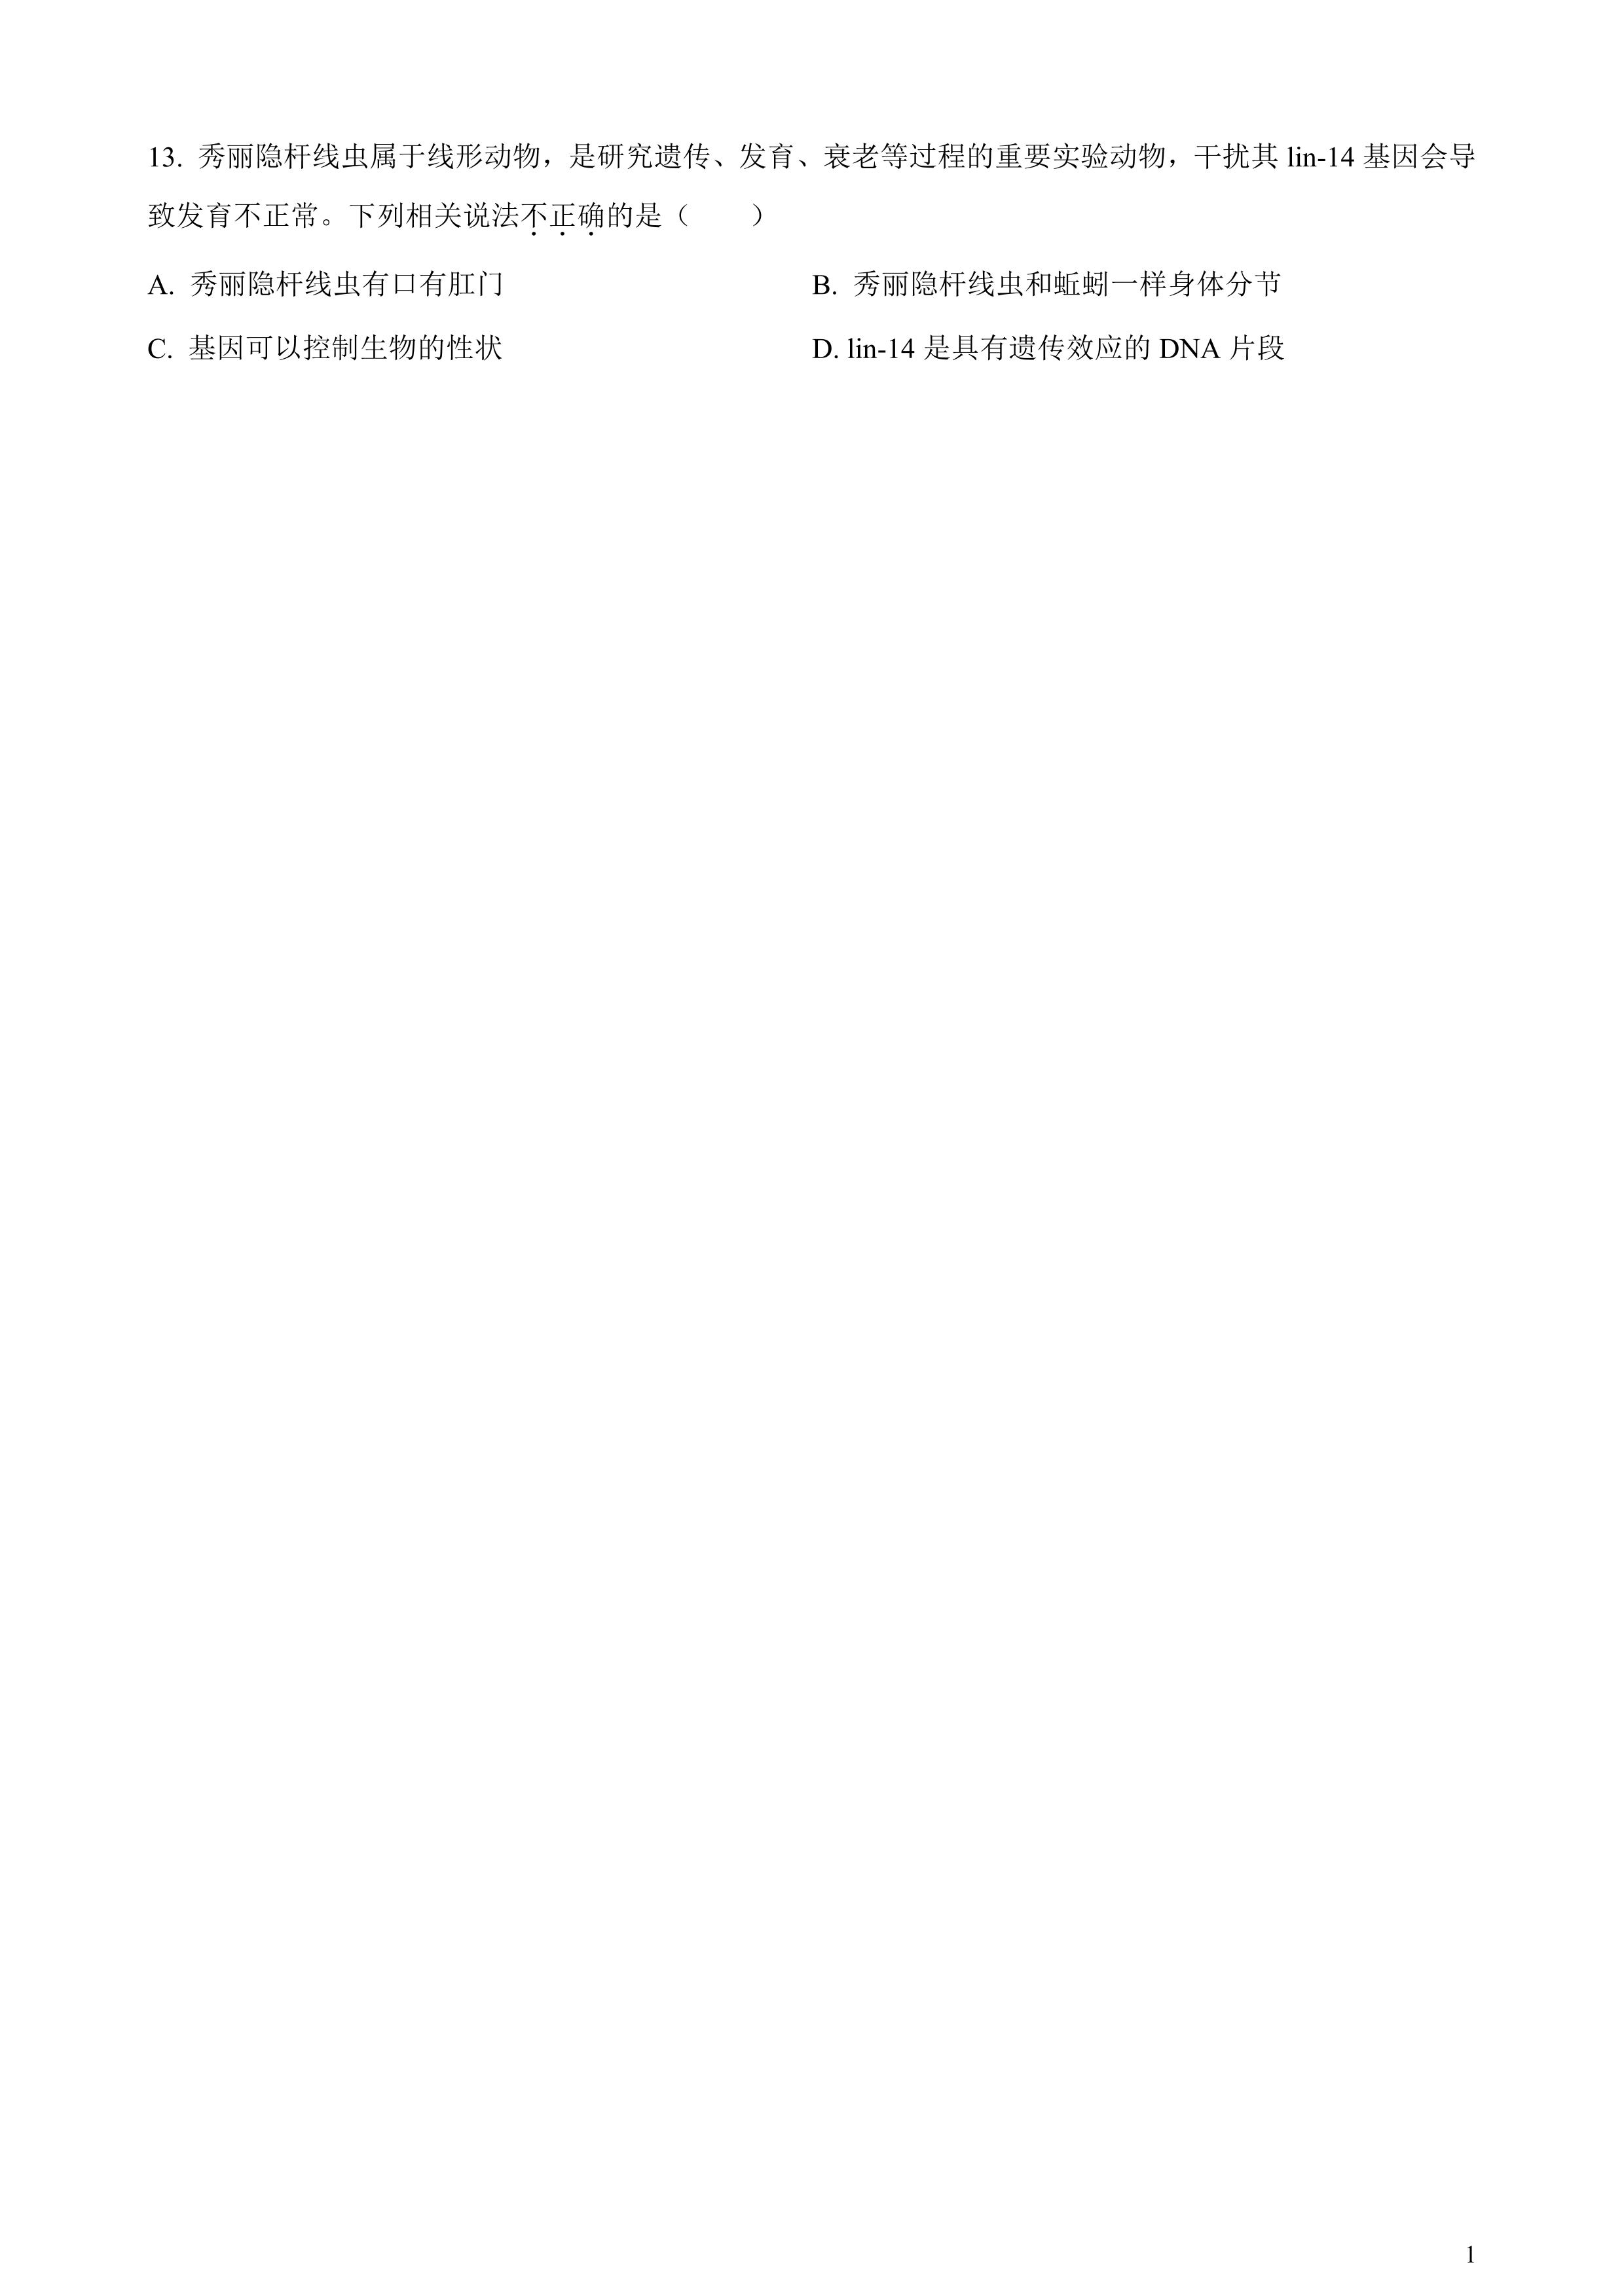 13. 秀丽隐杆线虫属于线形动物，是研究遗传、发育、衰老等过程的重要实验动物，干扰其 lin-14 基因会导
致发育不正常。下列相关说法不正确的是（　　）
A. 秀丽隐杆线虫有口有肛门 B. 秀丽隐杆线虫和蚯蚓一样身体分节
C. 基因可以控制生物的性状 D. lin-14 是具有遗传效应的 DNA 片段
1